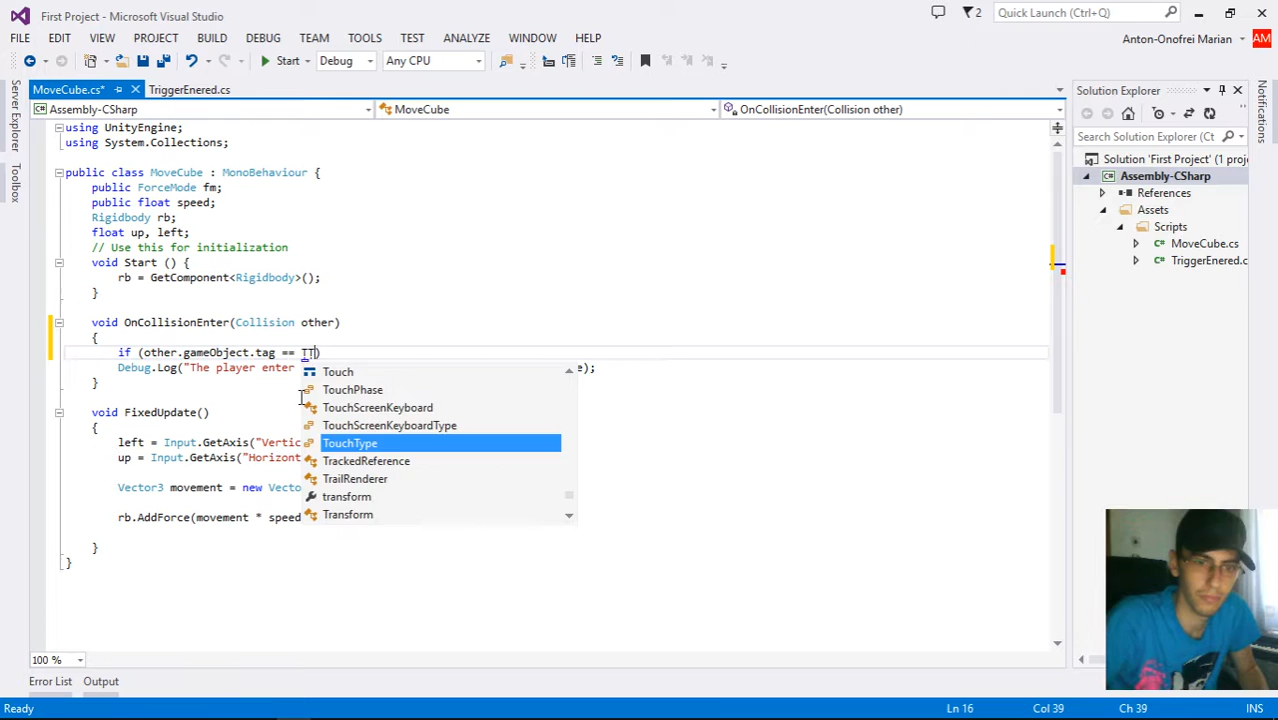 First Project - Microsoft Visual Studio
2
Quick Launch (Ctrl+Q)
FILE EDIT VIEW PROJECT BUILD DEBUG TEAM TOOLS TEST ANALYZE WINDOW HELP
Anton-Onofrei Marian
AM
Start
Debug
Any CPU
MoveCube.cs*
TriggerEnered.cs
Assembly-CSharp
MoveCube
OnCollisionEnter(Collision other)
Server Explorer
Toolbox
using UnityEngine;
using System.Collections;
public class MoveCube : MonoBehaviour {
public ForceMode fm;
public float speed;
Rigidbody rb;
float up, left;
// Use this for initialization
void Start () {
rb = GetComponent<Rigidbody>();
}
void OnCollisionEnter(Collision other)
{
if (other.gameObject.tag == TT)
Debug.Log("The player enter e);
}
void FixedUpdate()
{
left = Input.GetAxis("Vertic
up = Input.GetAxis("Horizont
Vector3 movement = new Vecto
rb.AddForce(movement * speed
}
}
Touch
TouchPhase
TouchScreenKeyboard
TouchScreenKeyboardType
TouchType
TrackedReference
TrailRenderer
transform
Transform
Solution Explorer
Search Solution Explorer (Ct
Solution 'First Project' (1 proj
Assembly-CSharp
References
Assets
Scripts
MoveCube.cs
TriggerEnered.c
Notifications
100 %
Error List
Output
Ready
Ln 16
Col 39
Ch 39
INS